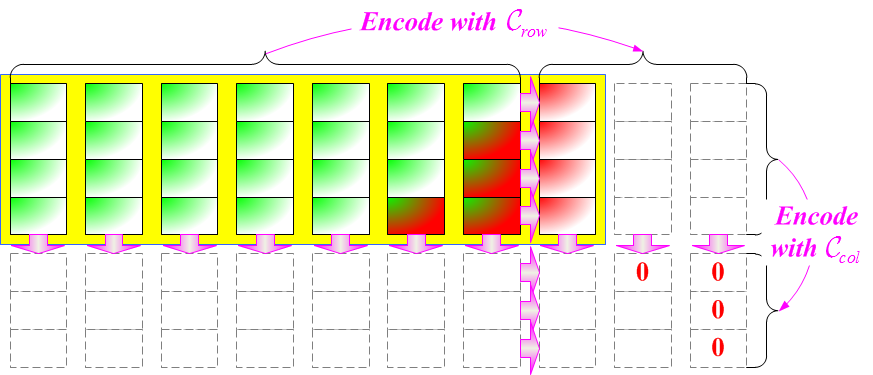 Encode with C_row
Encode
with C_col
0 0
0
0